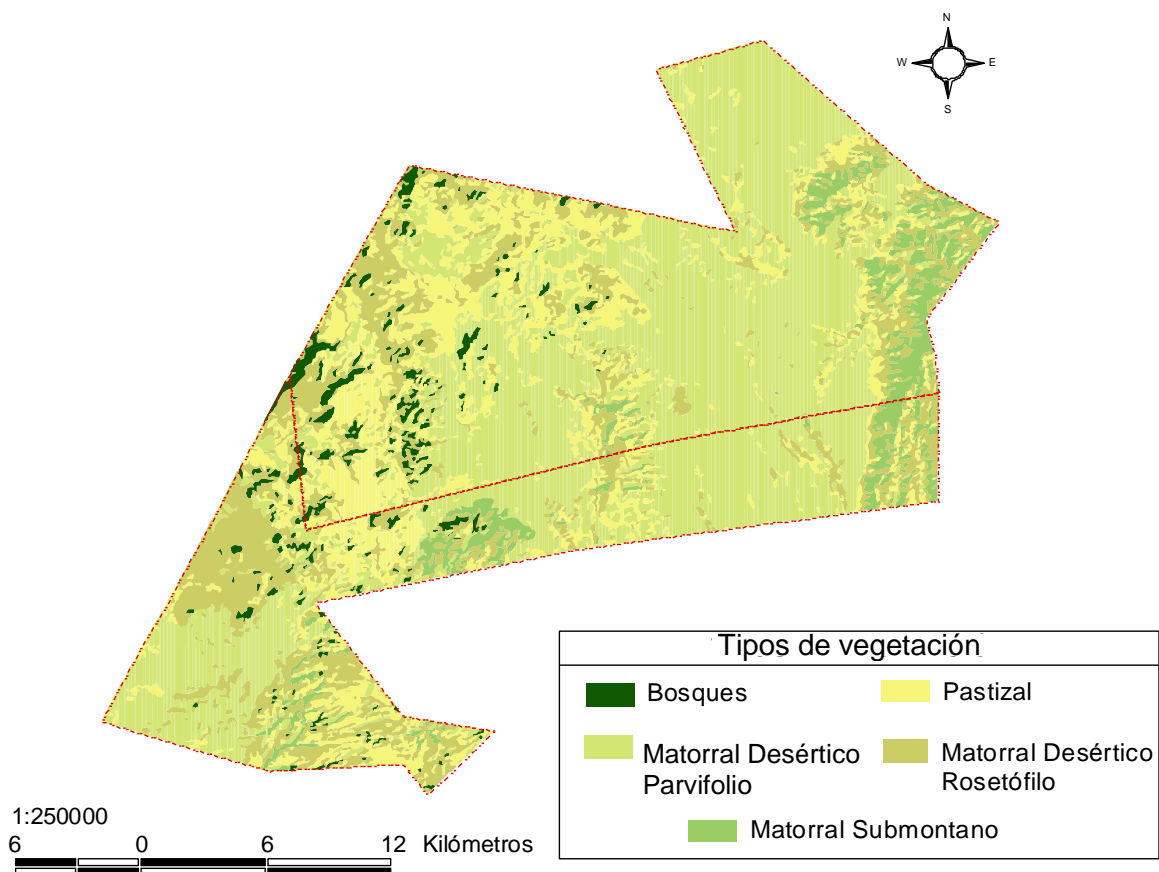 N
W E
S
Tipos de vegetación
Bosques
Pastizal
Matorral Desértico
Parvifolio
Matorral Desértico
Rosetófilo
Matorral Submontano
1:250000
6 0 6 12 Kilómetros